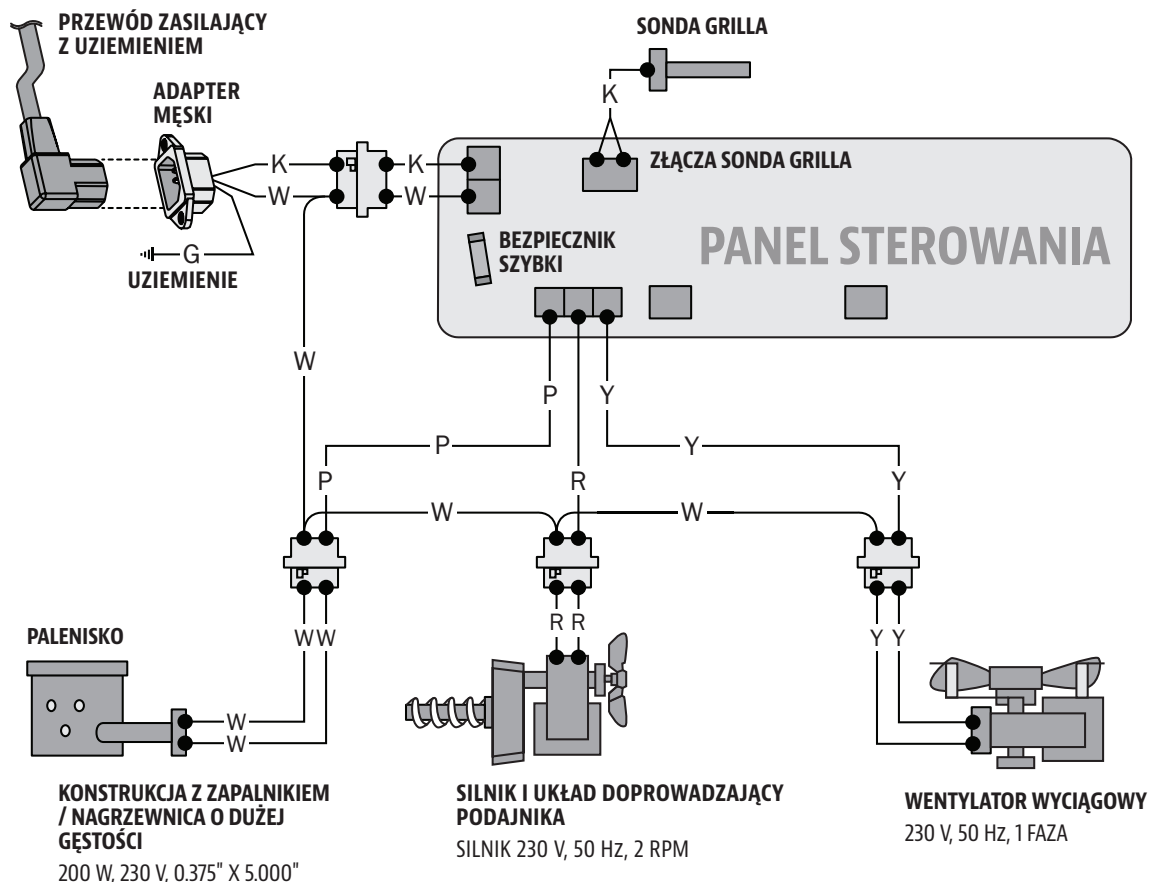 PRZEWÓD ZASILAJĄCY
Z UZIEMIENIEM
SONDA GRILLA
ADAPTER
MĘSKI
K
K
K
ZŁĄCZA SONDA GRILLA
W
W
BEZPIECZNIK
SZYBKI
PANEL STEROWANIA
G
UZIEMIENIE
W
P
Y
P
Y
P
R
Y
W
W
R R
W W
Y Y
PALENISKO
W
W
KONSTRUKCJA Z ZAPALNIKIEM
/ NAGRZEWNICA O DUŻEJ
GĘSTOŚCI
200 W, 230 V, 0.375" X 5.000"
SILNIK I UKŁAD DOPROWADZAJĄCY
PODAJNIKA
SILNIK 230 V, 50 Hz, 2 RPM
WENTYLATOR WYCIĄGOWY
230 V, 50 Hz, 1 FAZA